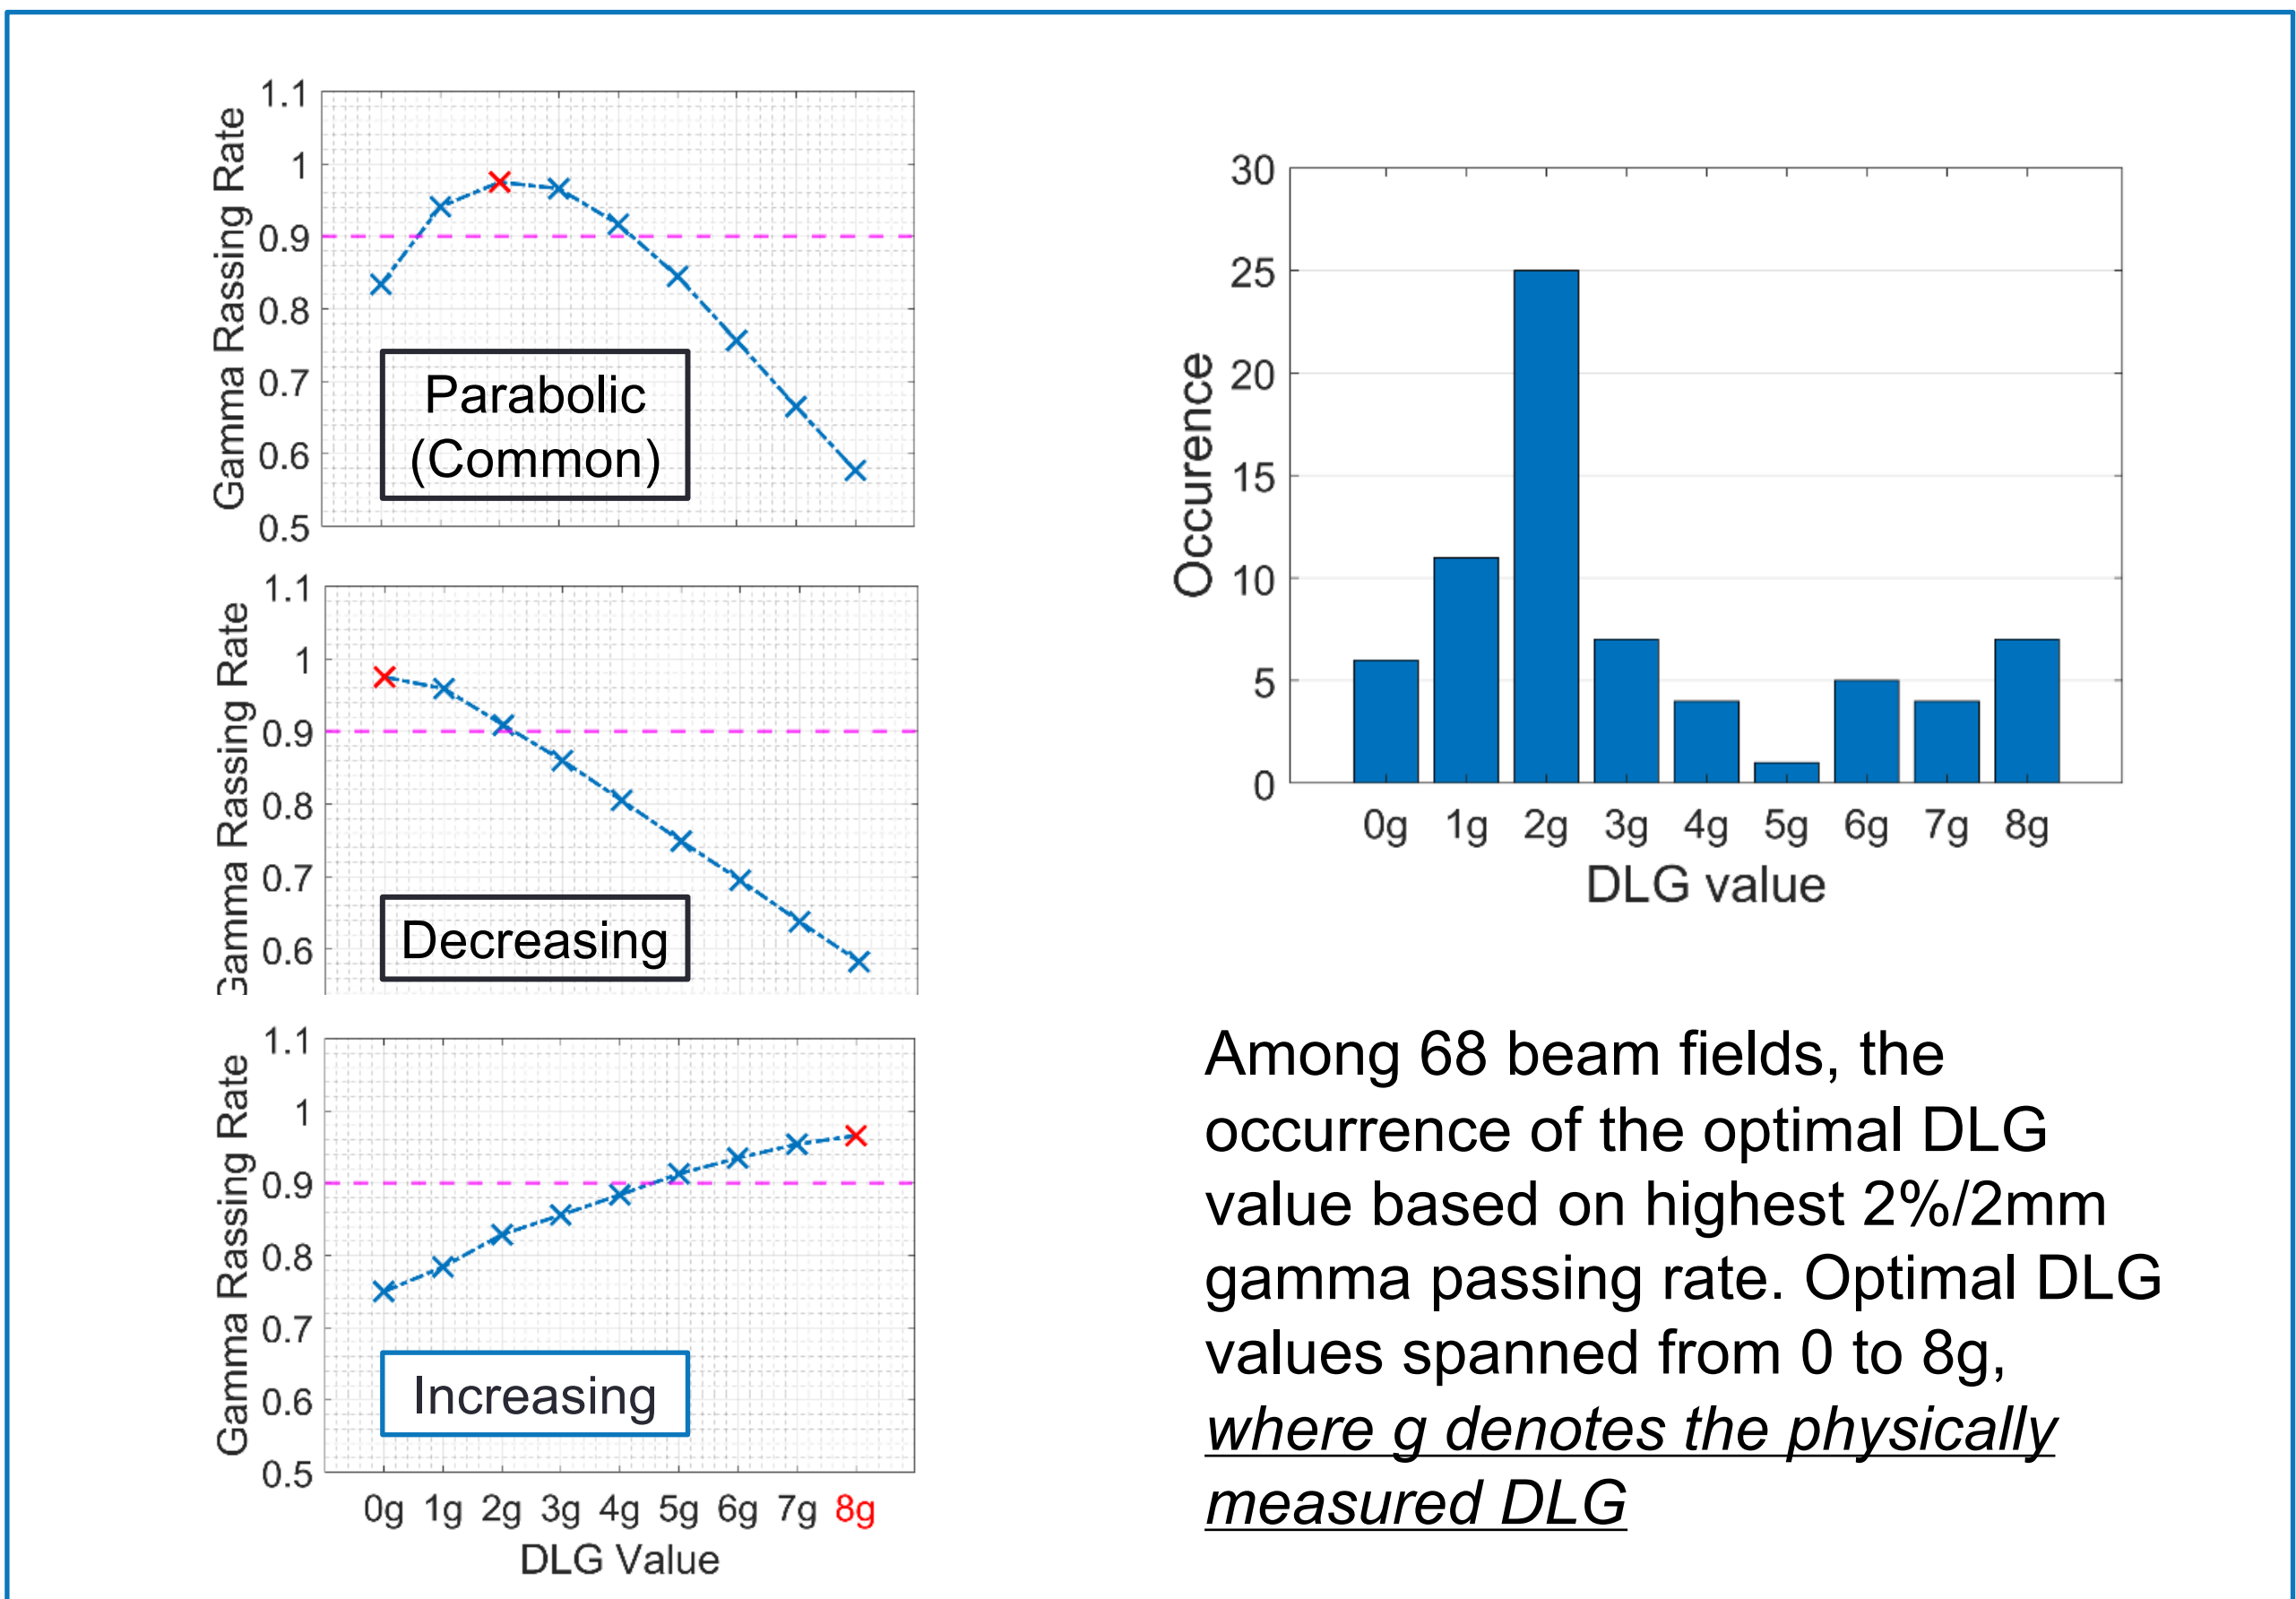 1.1
1
0.9
0.8
0.7
0.6
0.5
Gamma Rassing Rate
Parabolic
(Common)
1.1
1
0.9
0.8
0.7
0.6
Gamma Rassing Rate
Decreasing
1.1
1
0.9
0.8
0.7
0.6
0.5
Gamma Rassing Rate
Increasing
0g 1g 2g 3g 4g 5g 6g 7g 8g
DLG Value
30
25
20
15
10
5
0
Occurence
0g 1g 2g 3g 4g 5g 6g 7g 8g
DLG value
Among 68 beam fields, the
occurrence of the optimal DLG
value based on highest 2%/2mm
gamma passing rate. Optimal DLG
values spanned from 0 to 8g,
where g denotes the physically
measured DLG